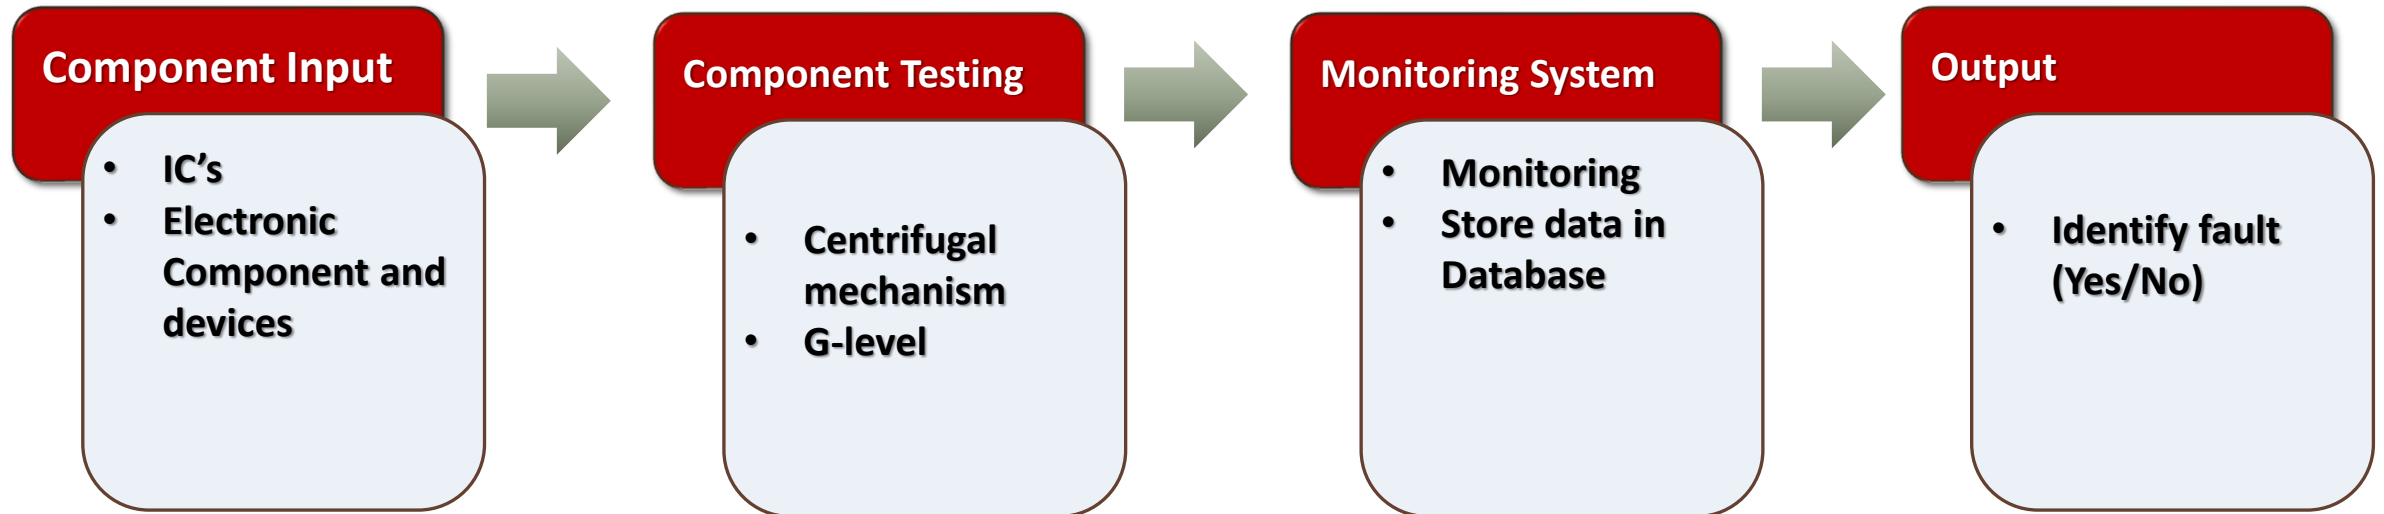 Component Input
• IC’s
• Electronic
Component and
devices
Component Testing
• Centrifugal
mechanism
• G-level
Monitoring System
• Monitoring
• Store data in
Database
Output
• Identify fault
(Yes/No)